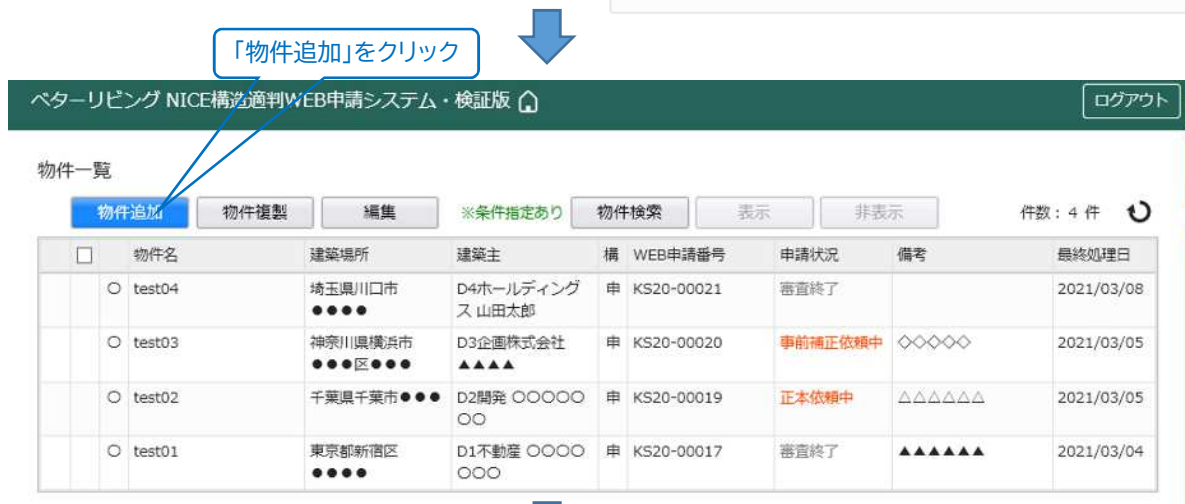 「物件追加」をクリック
ベターリビング NICE構造適判WEB申請システム・検証版
ログアウト
物件一覧
物件追加 物件複製 編集 ※条件指定あり 物件検索 表示 非表示 件数：4 件
物件名 建築場所 建築主 構 WEB申請番号 申請状況 備考 最終処理日
○ test04 埼玉県川口市 D4ホールディング 申 KS20-00021 審査終了 2021/03/08
●●●● ス 山田太郎
○ test03 神奈川県横浜市 D3企画株式会社 申 KS20-00020 事前補正依頼中 ◇◇◇◇◇ 2021/03/05
●●●区●●● ▲▲▲▲
○ test02 千葉県千葉市●●● D2開発 ○○○○○ 申 KS20-00019 正本依頼中 △△△△△△ 2021/03/05
○○
○ test01 東京都新宿区 D1不動産 ○○○○ 申 KS20-00017 審査終了 ▲▲▲▲▲▲ 2021/03/04
●●●● ○○○